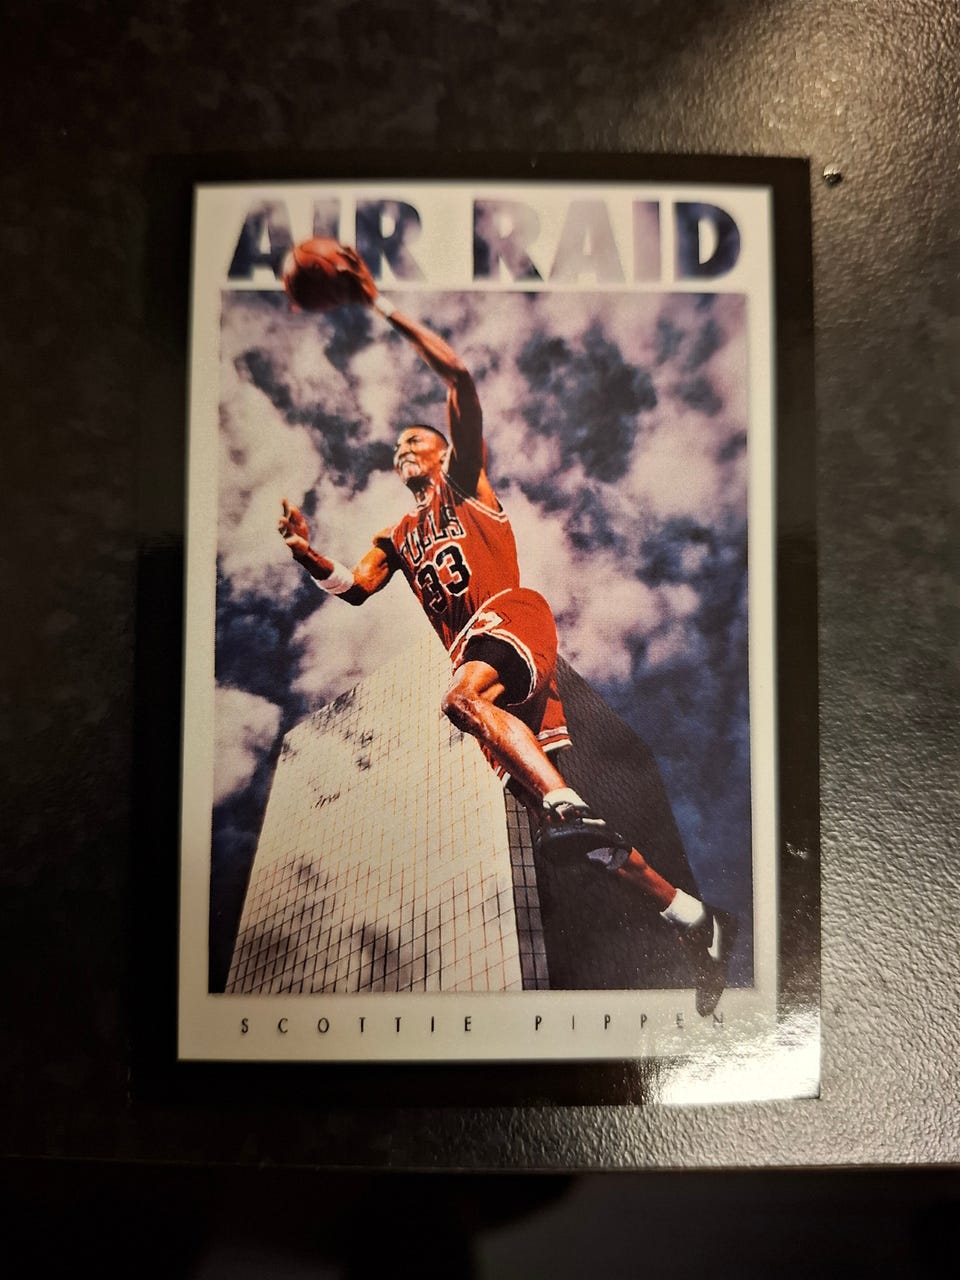 AIR RAID
BULLS
33
SCOTTIE PIPPEN